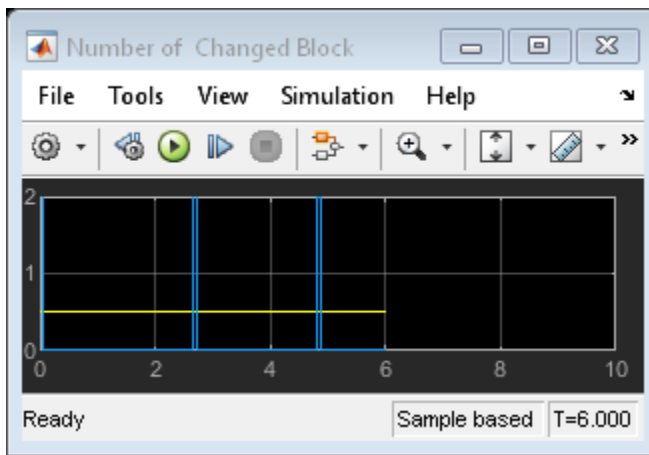 Number of Changed Block
File Tools View Simulation Help
2
1
0
0 2 4 6 8 10
Ready Sample based T=6.000